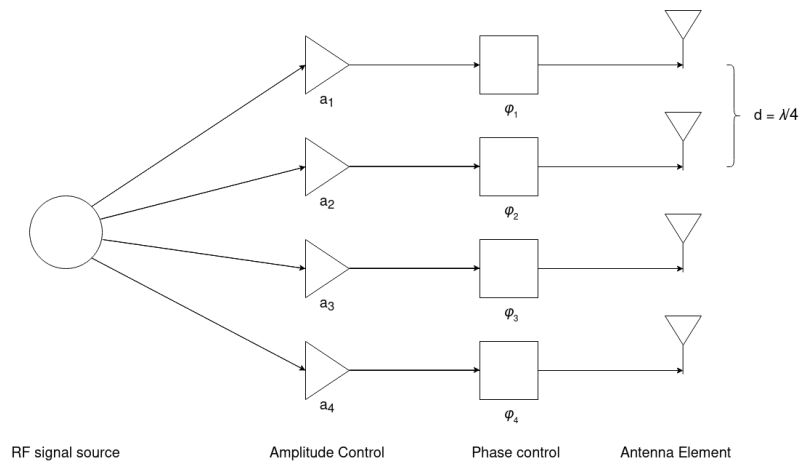 a₁
φ₁
d = λ/4
a₂
φ₂
a₃
φ₃
a₄
φ₄
RF signal source
Amplitude Control
Phase control
Antenna Element